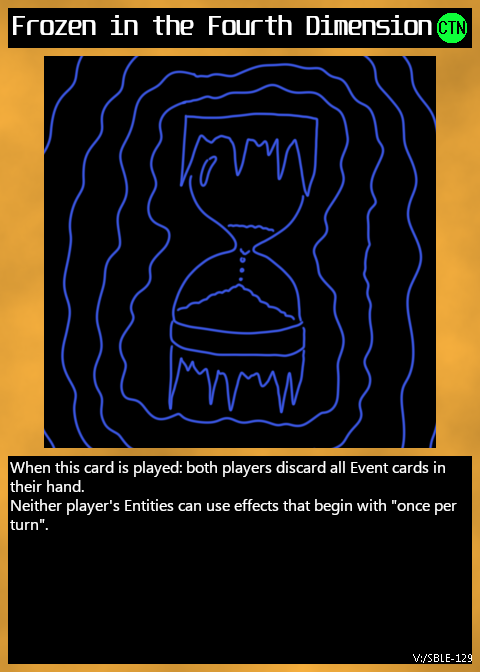 Frozen in the Fourth Dimension CTN
When this card is played: both players discard all Event cards in
their hand.
Neither player's Entities can use effects that begin with "once per
turn".
V:/SBLE-129